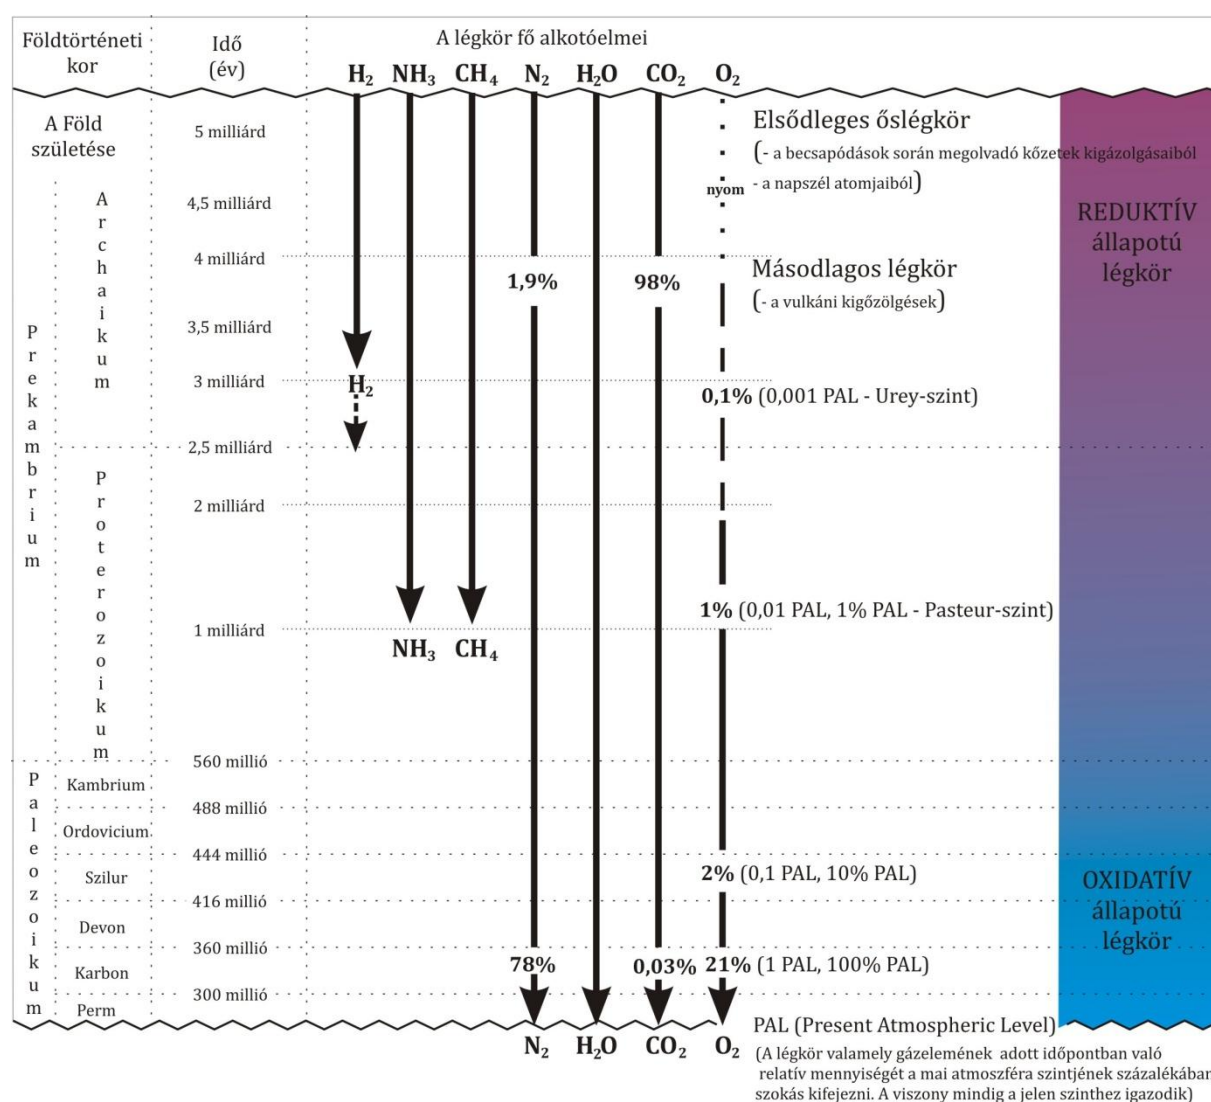 Földtörténeti
kor
Idő
(év)
A légkör fő alkotóelmei
H₂ NH₃ CH₄ N₂ H₂O CO₂ O₂
A Föld
születése
5 milliárd
Elsődleges őslégkör
(- a becsapódások során megolvadó kőzetek kigázolgásaiból
- a napszél atomjaiból)
nyom
4,5 milliárd
REDUKTÍV
állapotú
légkör
Archaikum
4 milliárd
Másodlagos légkör
(- a vulkáni kigőzölgések)
1,9%
98%
3,5 milliárd
Prekambrium
3 milliárd
H₂
0,1% (0,001 PAL - Urey-szint)
2,5 milliárd
Proterozoikum
2 milliárd
1% (0,01 PAL, 1% PAL - Pasteur-szint)
1 milliárd
NH₃ CH₄
560 millió
Paleozoikum
Kambrium
488 millió
Ordovicium
444 millió
Szilur
2% (0,1 PAL, 10% PAL)
OXIDATÍV
állapotú
légkör
416 millió
Devon
360 millió
Karbon
78%
0,03%
21% (1 PAL, 100% PAL)
300 millió
Perm
N₂ H₂O CO₂ O₂
PAL (Present Atmospheric Level)
(A légkör valamely gázelemének adott időpontban való
relatív mennyiségét a mai atmoszféra szintjének százalékában
szokás kifejezni. A viszony mindig a jelen szinthez igazodik)